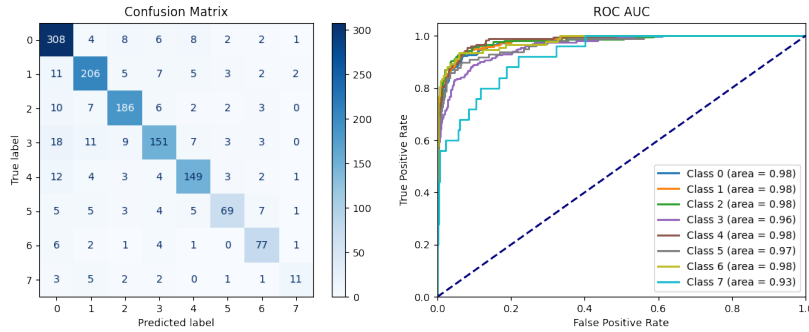 Confusion Matrix
0 308 4 8 6 8 2 2 1
1 11 206 5 7 5 3 2 2
2 10 7 186 6 2 2 3 0
3 18 11 9 151 7 3 3 0
4 12 4 3 4 149 3 2 1
5 5 5 3 4 5 69 7 1
6 6 2 1 4 1 0 77 1
7 3 5 2 2 0 1 1 11
0 1 2 3 4 5 6 7
True label
Predicted label
300
250
200
150
100
50
0
ROC AUC
1.0
0.8
0.6
0.4
0.2
0.0
True Positive Rate
Class 0 (area = 0.98)
Class 1 (area = 0.98)
Class 2 (area = 0.98)
Class 3 (area = 0.96)
Class 4 (area = 0.98)
Class 5 (area = 0.97)
Class 6 (area = 0.98)
Class 7 (area = 0.93)
0.0 0.2 0.4 0.6 0.8 1.0
False Positive Rate